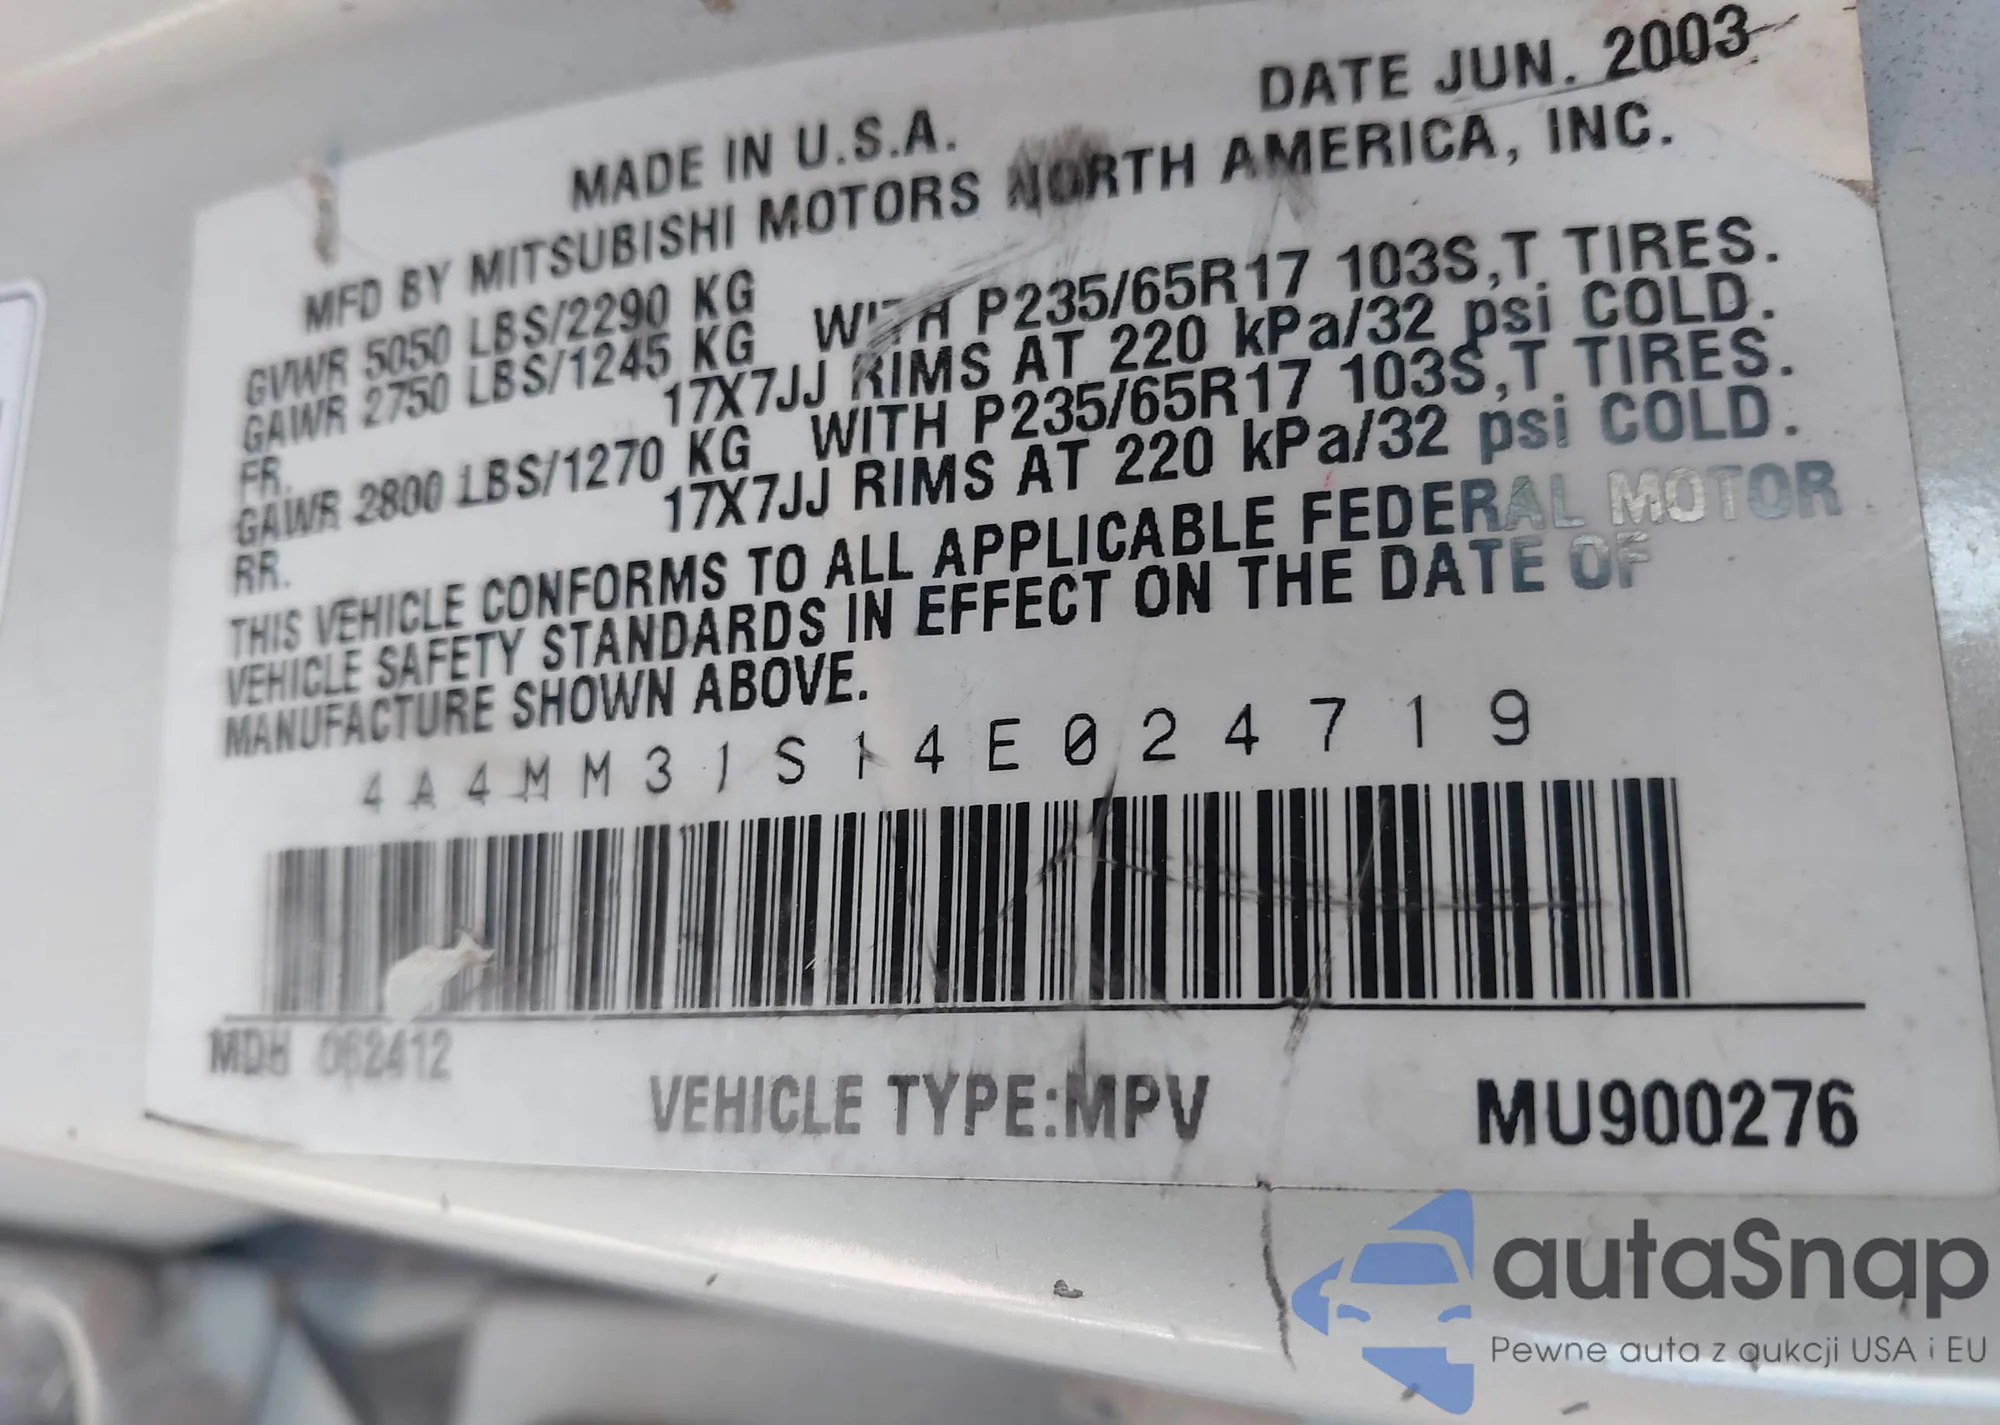 DATE JUN. 2003
MADE IN U.S.A.
MFD BY MITSUBISHI MOTORS NORTH AMERICA, INC.
GVWR 5050 LBS/2290 KG
GAWR 2750 LBS/1245 KG WITH P235/65R17 103S,T TIRES.
FR. 17X7JJ RIMS AT 220 kPa/32 psi COLD.
GAWR 2800 LBS/1270 KG WITH P235/65R17 103S,T TIRES.
RR. 17X7JJ RIMS AT 220 kPa/32 psi COLD.
THIS VEHICLE CONFORMS TO ALL APPLICABLE FEDERAL MOTOR
VEHICLE SAFETY STANDARDS IN EFFECT ON THE DATE OF
MANUFACTURE SHOWN ABOVE.
4A4MM31S14E024719
MDH 062412
VEHICLE TYPE:MPV
MU900276
autaSnap
Pewne auta z aukcji USA i EU